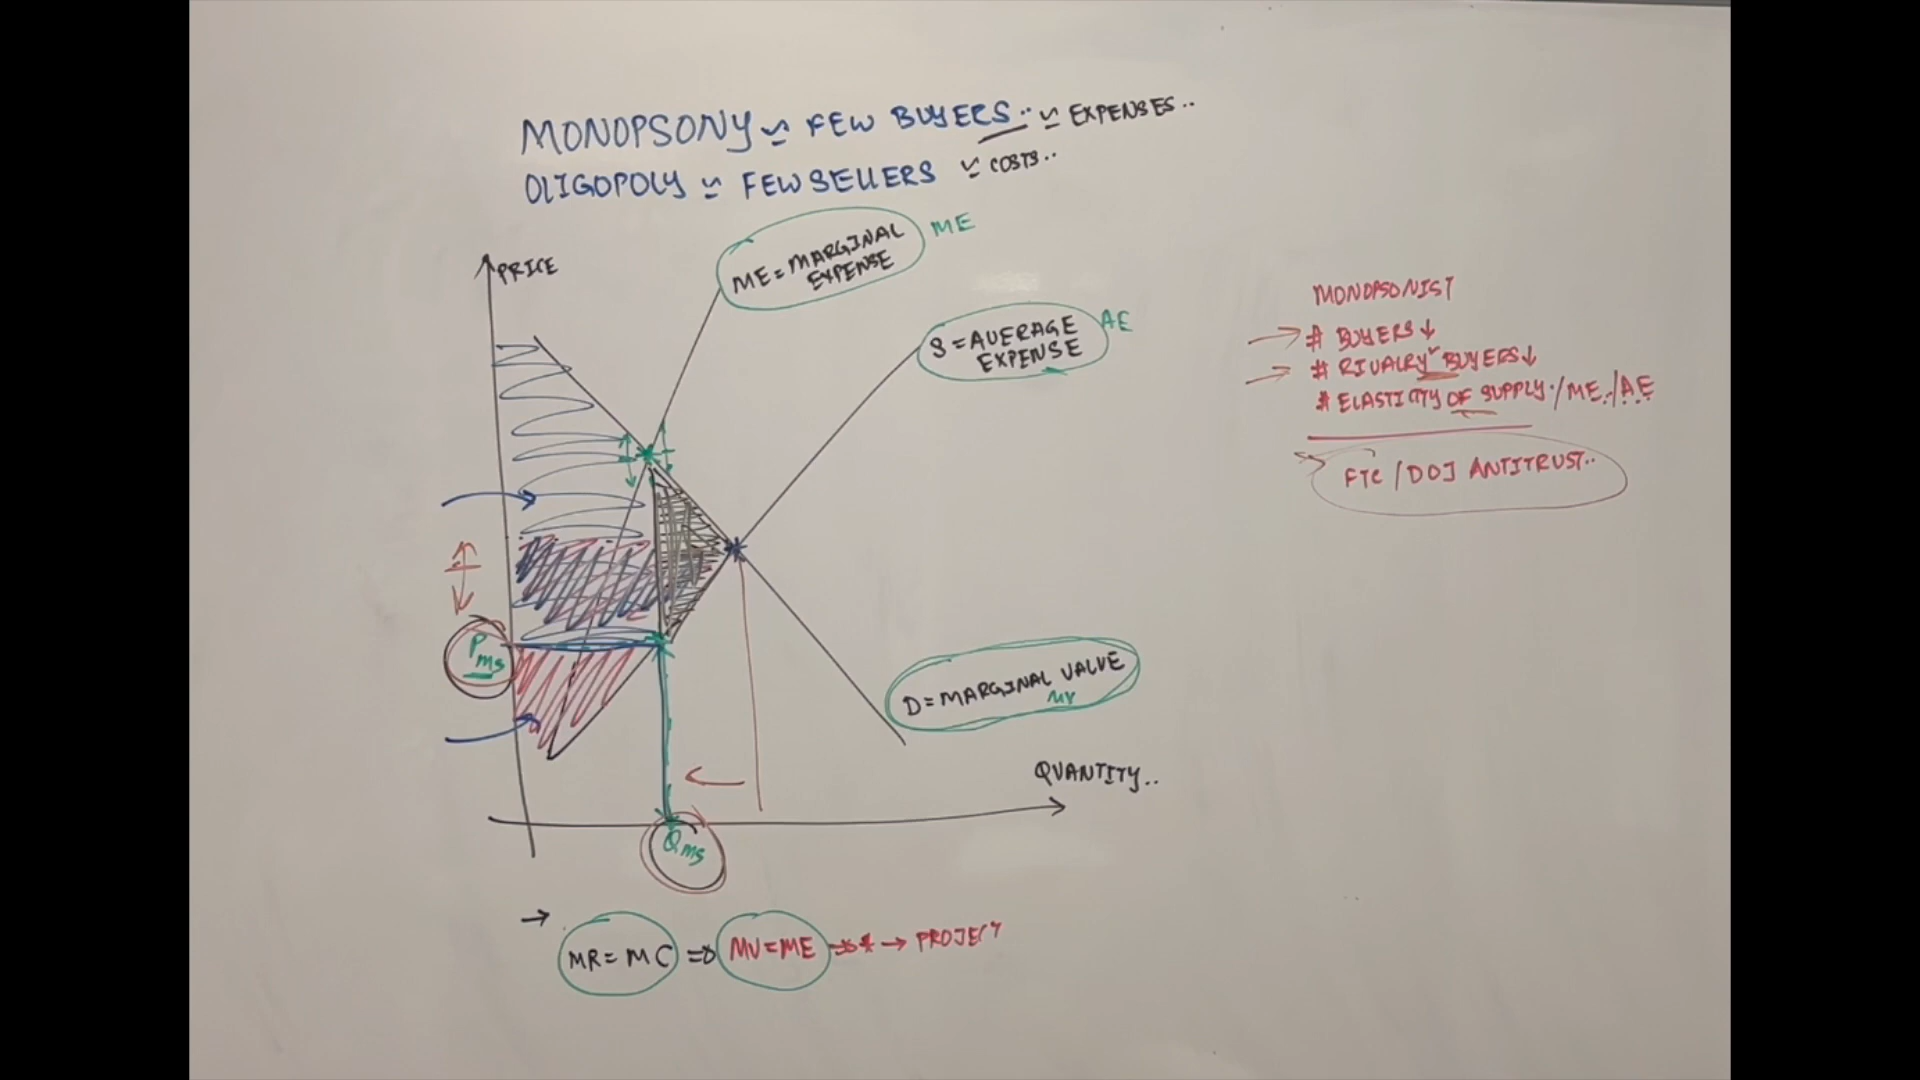 MONOPSONY ~ FEW BUYERS.. ~ EXPENSES..
OLIGOPOLY ~ FEW SELLERS ~ COSTS..
PRICE
ME = MARGINAL
EXPENSE
ME
S = AVERAGE
EXPENSE
AE
D = MARGINAL VALUE
MV
QUANTITY..
Pms
Qms
→ MR = MC ⇒ MV = ME ⇒ * → PROJECT
MONOPSONIST
→ # BUYERS ↓
→ # RIVALRY BUYERS ↓
# ELASTICITY OF SUPPLY. / ME. / AE
FTC / DOJ ANTITRUST..